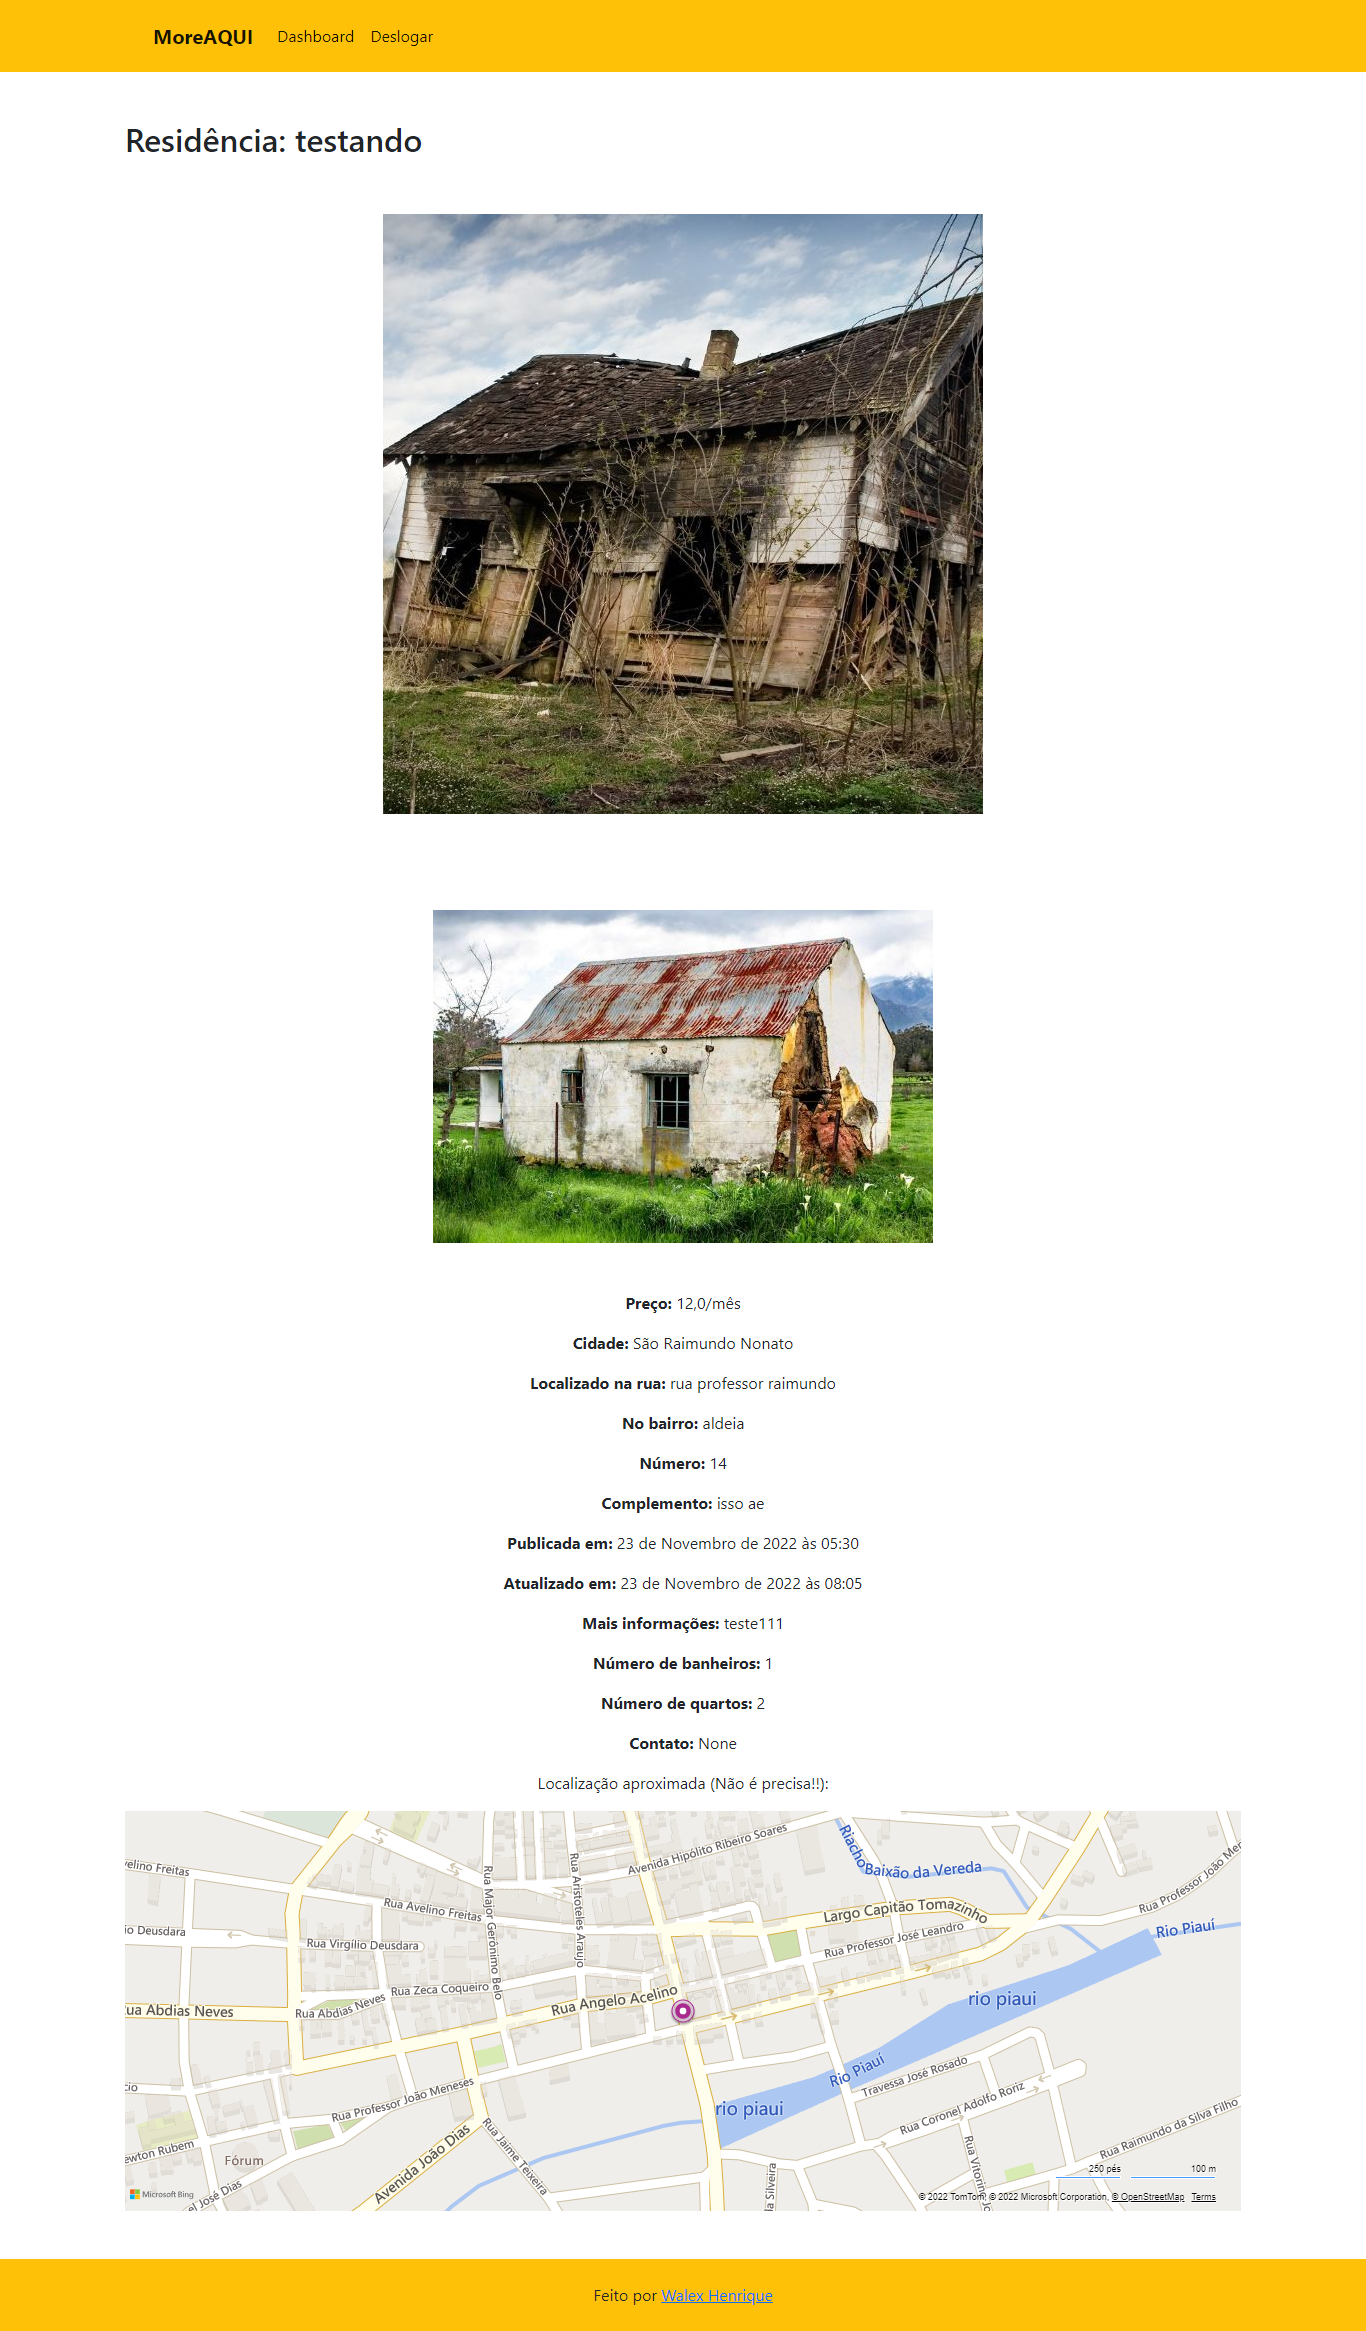 MoreAQUI Dashboard Deslogar
Residência: testando
Preço: 12,0/mês
Cidade: São Raimundo Nonato
Localizado na rua: rua professor raimundo
No bairro: aldeia
Número: 14
Complemento: isso ae
Publicada em: 23 de Novembro de 2022 às 05:30
Atualizado em: 23 de Novembro de 2022 às 08:05
Mais informações: teste111
Número de banheiros: 1
Número de quartos: 2
Contato: None
Localização aproximada (Não é precisa!!):
Avenida Hipólito Ribeiro Soares
Riacho Baixão da Vereda
velino Freitas
Rua Major Gerônimo Belo
Rua Aristoteles Araujo
Rua Professor João Mer
Rua Avelino Freitas
Largo Capitão Tomazinho
Rio Piauí
io Deusdara
Rua Virgílio Deusdara
Rua Professor José Leandro
Rua Zeca Coqueiro
rio piaui
Rua Abdias Neves
Rua Abdias Neves
Rua Angelo Acelino
Rio Piauí
Travessa José Rosado
cio
Rua Professor João Meneses
rio piaui
Rua Coronel Adolfo Roriz
Rua Raimundo da Silva Filho
ewton Rubem
Avenida João Dias
Rua Jaime Teixeira
Rua Vitorino Jo
Fórum
da Silveira
250 pés 100 m
el José Dias
Microsoft Bing
© 2022 TomTom, © 2022 Microsoft Corporation, © OpenStreetMap Terms
Feito por Walex Henrique